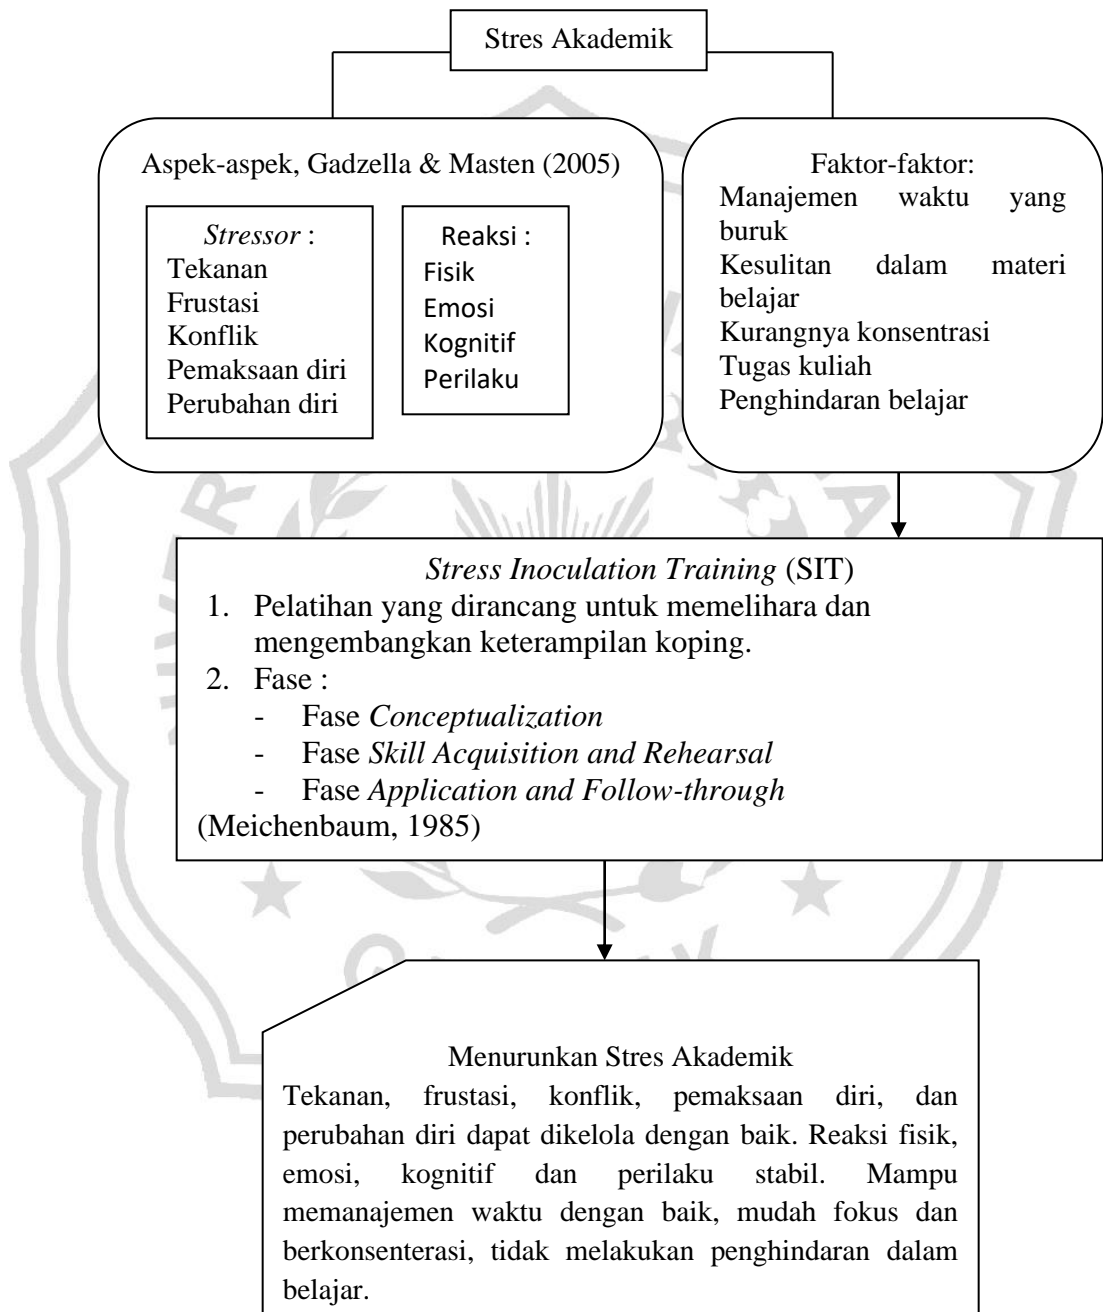 Stres Akademik
Aspek-aspek, Gadzella & Masten (2005)
Stressor :
Tekanan
Frustasi
Konflik
Pemaksaan diri
Perubahan diri
Reaksi :
Fisik
Emosi
Kognitif
Perilaku
Faktor-faktor:
Manajemen waktu yang
buruk
Kesulitan dalam materi
belajar
Kurangnya konsentrasi
Tugas kuliah
Penghindaran belajar
Stress Inoculation Training (SIT)
1. Pelatihan yang dirancang untuk memelihara dan
mengembangkan keterampilan koping.
2. Fase :
- Fase Conceptualization
- Fase Skill Acquisition and Rehearsal
- Fase Application and Follow-through
(Meichenbaum, 1985)
Menurunkan Stres Akademik
Tekanan, frustasi, konflik, pemaksaan diri, dan
perubahan diri dapat dikelola dengan baik. Reaksi fisik,
emosi, kognitif dan perilaku stabil. Mampu
memanajemen waktu dengan baik, mudah fokus dan
berkonsenterasi, tidak melakukan penghindaran dalam
belajar.